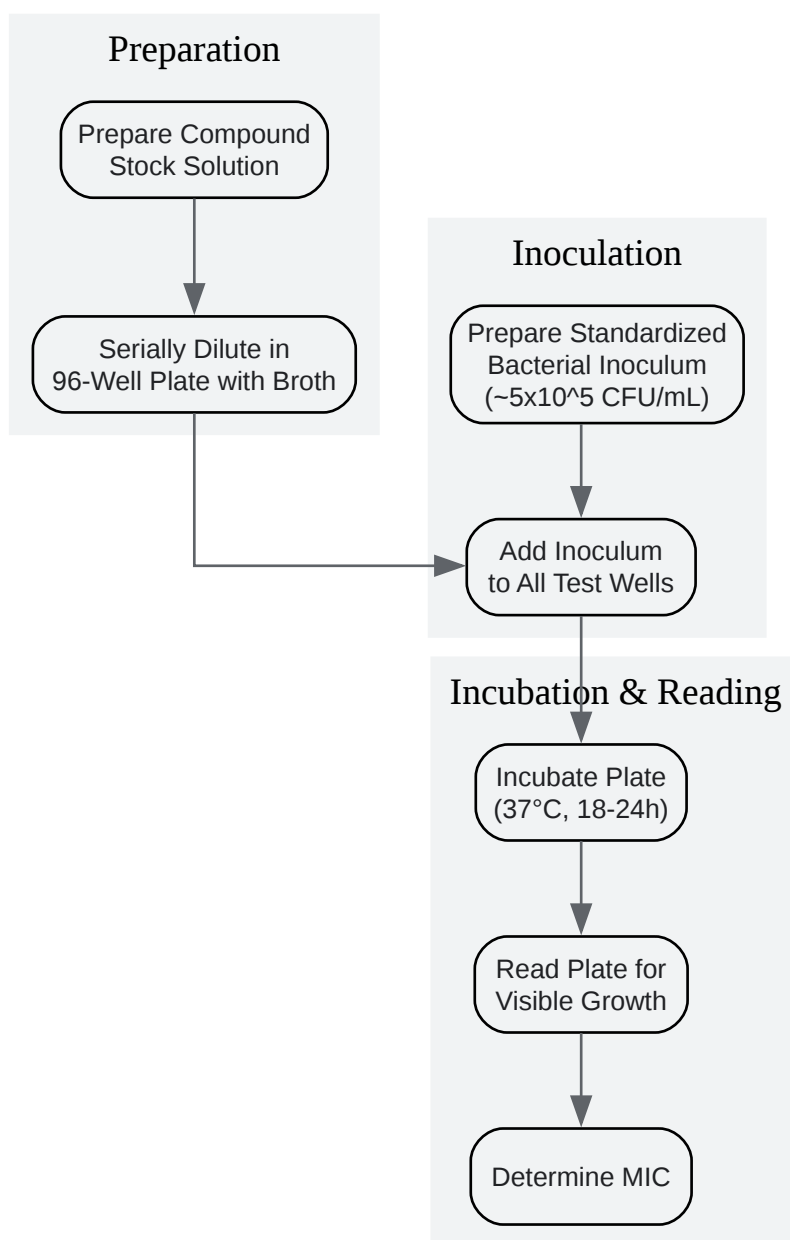 Preparation
Prepare Compound
Stock Solution
Serially Dilute in
96-Well Plate with Broth
Inoculation
Prepare Standardized
Bacterial Inoculum
(~5x10^5 CFU/mL)
Add Inoculum
to All Test Wells
Incubation & Reading
Incubate Plate
(37°C, 18-24h)
Read Plate for
Visible Growth
Determine MIC